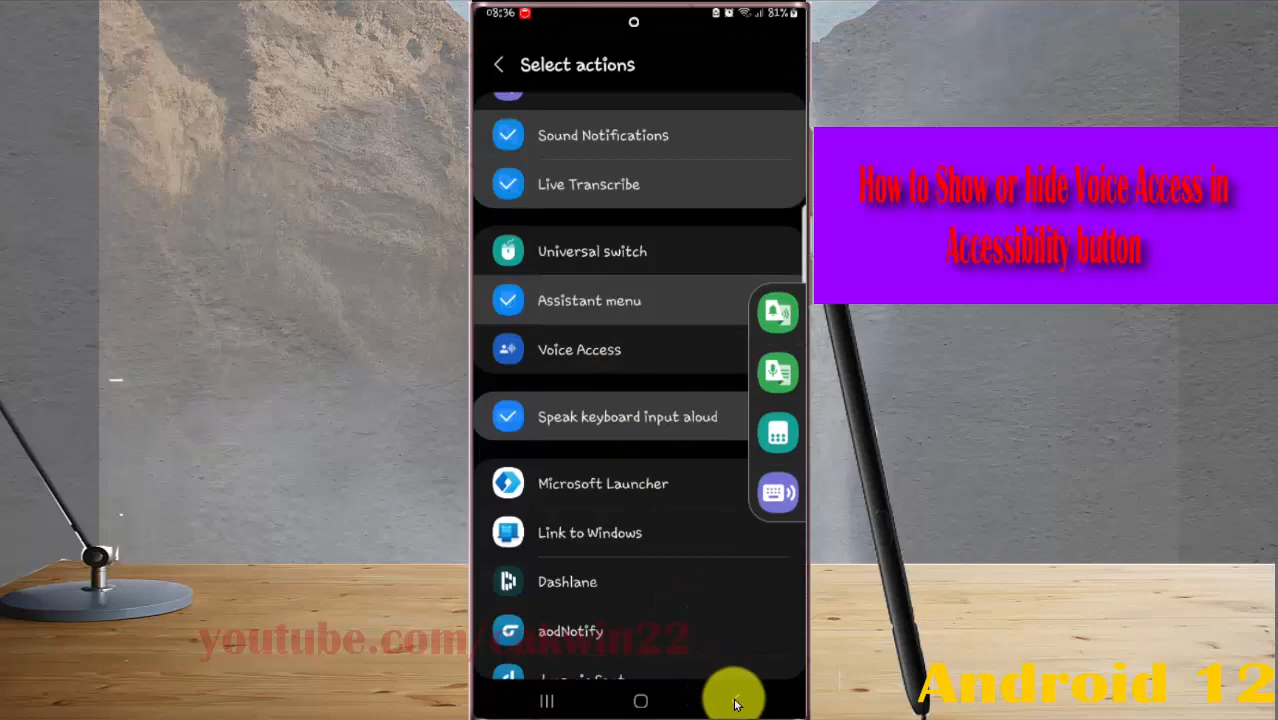 08:36
81%
Select actions
Sound Notifications
Live Transcribe
Universal switch
Assistant menu
Voice Access
Speak keyboard input aloud
Microsoft Launcher
Link to Windows
Dashlane
aodNotify
How to Show or hide Voice Access in
Accessibility button
Android 12